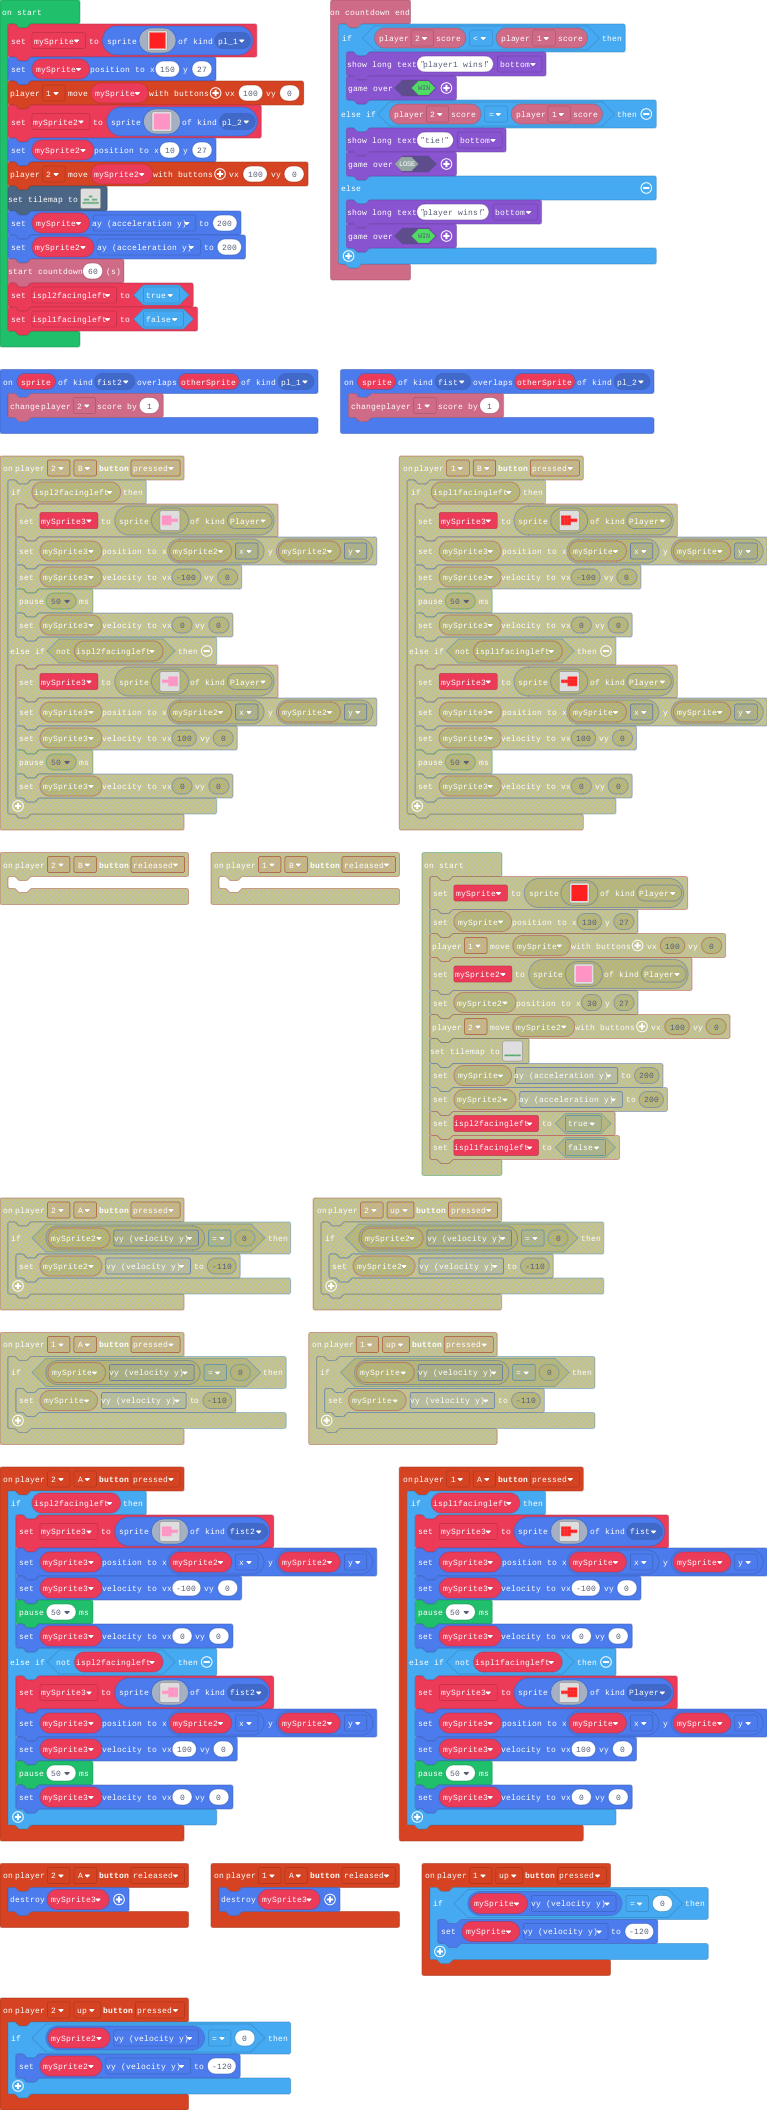 on start
set mySprite to sprite of kind pl_1
set mySprite position to x 150 y 27
player 1 move mySprite with buttons vx 100 vy 0
set mySprite2 to sprite of kind pl_2
set mySprite2 position to x 10 y 27
player 2 move mySprite2 with buttons vx 100 vy 0
set tilemap to
set mySprite ay (acceleration y) to 200
set mySprite2 ay (acceleration y) to 200
start countdown 60 (s)
set ispl2facingleft to true
set ispl1facingleft to false
on countdown end
if player 2 score < player 1 score then
show long text "player1 wins!" bottom
game over WIN
else if player 2 score = player 1 score then
show long text "tie!" bottom
game over LOSE
else
show long text "player wins!" bottom
game over WIN
on sprite of kind fist2 overlaps otherSprite of kind pl_1
change player 2 score by 1
on sprite of kind fist overlaps otherSprite of kind pl_2
change player 1 score by 1
on player 2 B button pressed
if ispl2facingleft then
set mySprite3 to sprite of kind Player
set mySprite3 position to x mySprite2 x y mySprite2 y
set mySprite3 velocity to vx -100 vy 0
pause 50 ms
set mySprite3 velocity to vx 0 vy 0
else if not ispl2facingleft then
set mySprite3 to sprite of kind Player
set mySprite3 position to x mySprite2 x y mySprite2 y
set mySprite3 velocity to vx 100 vy 0
pause 50 ms
set mySprite3 velocity to vx 0 vy 0
on player 1 B button pressed
if ispl1facingleft then
set mySprite3 to sprite of kind Player
set mySprite3 position to x mySprite x y mySprite y
set mySprite3 velocity to vx -100 vy 0
pause 50 ms
set mySprite3 velocity to vx 0 vy 0
else if not ispl1facingleft then
set mySprite3 to sprite of kind Player
set mySprite3 position to x mySprite x y mySprite y
set mySprite3 velocity to vx 100 vy 0
pause 50 ms
set mySprite3 velocity to vx 0 vy 0
on player 2 B button released
on player 1 B button released
on start
set mySprite to sprite of kind Player
set mySprite position to x 130 y 27
player 1 move mySprite with buttons vx 100 vy 0
set mySprite2 to sprite of kind Player
set mySprite2 position to x 30 y 27
player 2 move mySprite2 with buttons vx 100 vy 0
set tilemap to
set mySprite ay (acceleration y) to 200
set mySprite2 ay (acceleration y) to 200
set ispl2facingleft to true
set ispl1facingleft to false
on player 2 A button pressed
if mySprite2 vy (velocity y) = 0 then
set mySprite2 vy (velocity y) to -110
on player 2 up button pressed
if mySprite2 vy (velocity y) = 0 then
set mySprite2 vy (velocity y) to -110
on player 1 A button pressed
if mySprite vy (velocity y) = 0 then
set mySprite vy (velocity y) to -110
on player 1 up button pressed
if mySprite vy (velocity y) = 0 then
set mySprite vy (velocity y) to -110
on player 2 A button pressed
if ispl2facingleft then
set mySprite3 to sprite of kind fist2
set mySprite3 position to x mySprite2 x y mySprite2 y
set mySprite3 velocity to vx -100 vy 0
pause 50 ms
set mySprite3 velocity to vx 0 vy 0
else if not ispl2facingleft then
set mySprite3 to sprite of kind fist2
set mySprite3 position to x mySprite2 x y mySprite2 y
set mySprite3 velocity to vx 100 vy 0
pause 50 ms
set mySprite3 velocity to vx 0 vy 0
on player 1 A button pressed
if ispl1facingleft then
set mySprite3 to sprite of kind fist
set mySprite3 position to x mySprite x y mySprite y
set mySprite3 velocity to vx -100 vy 0
pause 50 ms
set mySprite3 velocity to vx 0 vy 0
else if not ispl1facingleft then
set mySprite3 to sprite of kind Player
set mySprite3 position to x mySprite x y mySprite y
set mySprite3 velocity to vx 100 vy 0
pause 50 ms
set mySprite3 velocity to vx 0 vy 0
on player 2 A button released
destroy mySprite3
on player 1 A button released
destroy mySprite3
on player 1 up button pressed
if mySprite vy (velocity y) = 0 then
set mySprite vy (velocity y) to -120
on player 2 up button pressed
if mySprite2 vy (velocity y) = 0 then
set mySprite2 vy (velocity y) to -120